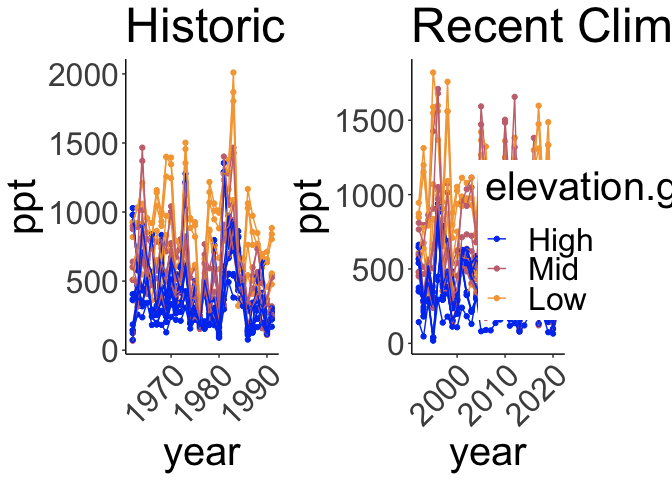 Historic
2000
1500
1000
500
0
ppt
1970
1980
1990
year
Recent Clim
1500
1000
500
0
ppt
2000
2010
2020
year
elevation.g
High
Mid
Low